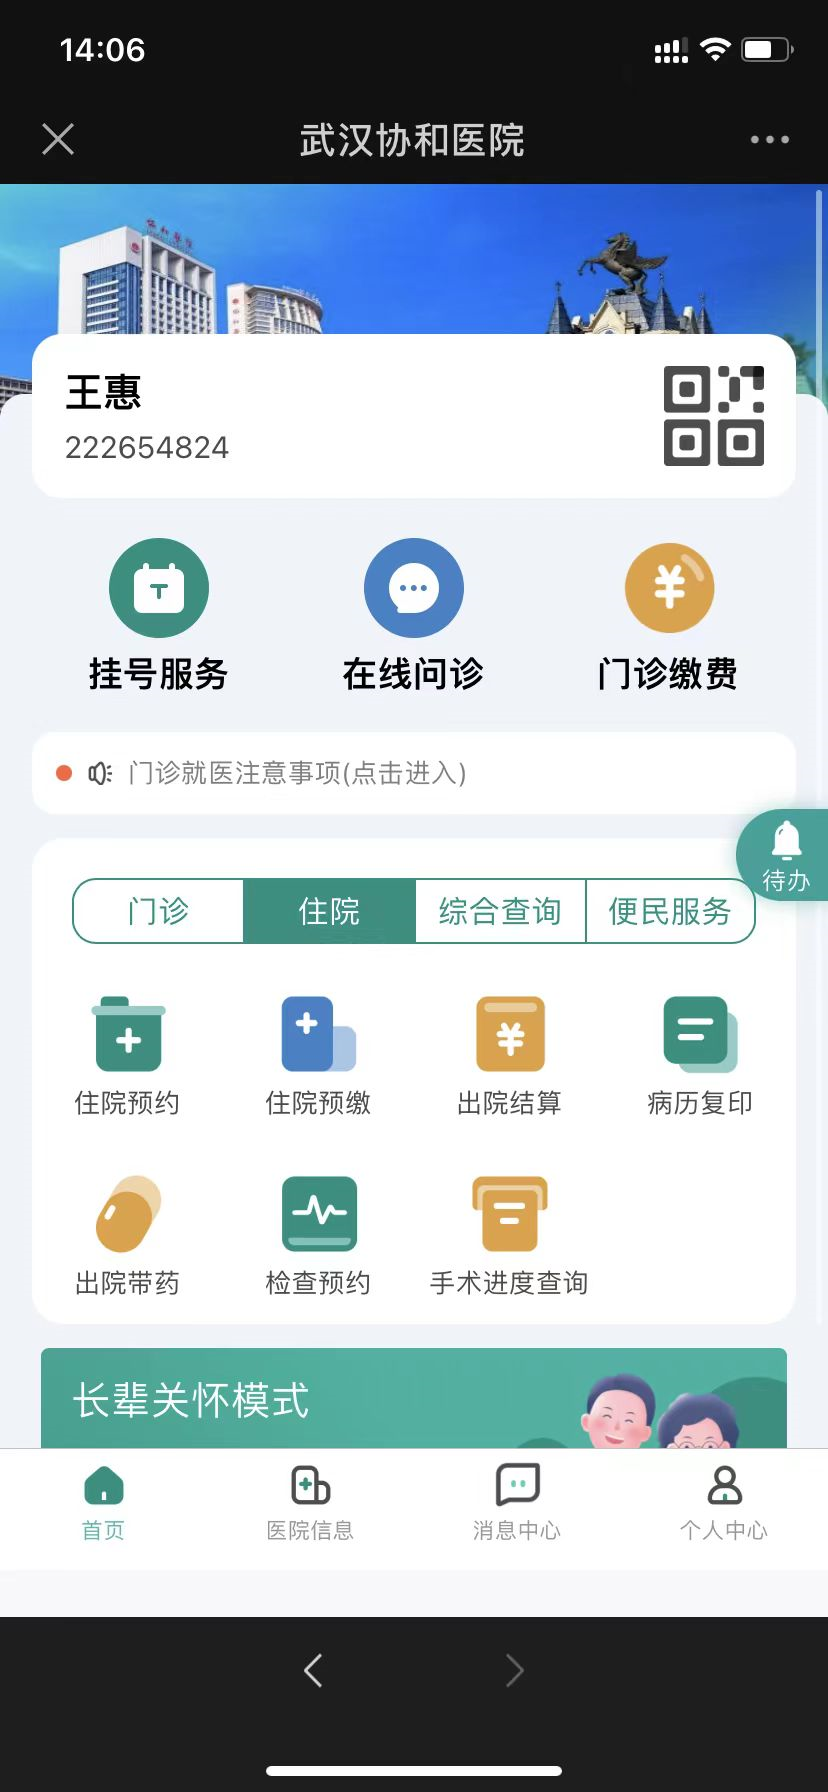 14:06
武汉协和医院
王惠
222654824
挂号服务
在线问诊
门诊缴费
门诊就医注意事项(点击进入)
待办
门诊
住院
综合查询
便民服务
住院预约
住院预缴
出院结算
病历复印
出院带药
检查预约
手术进度查询
长辈关怀模式
首页
医院信息
消息中心
个人中心